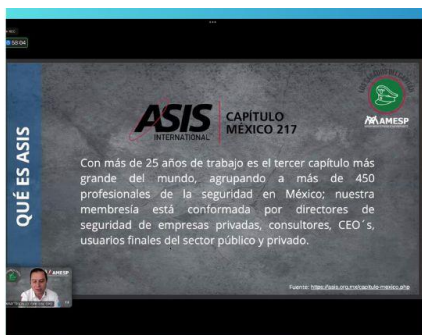 53:04
ASIS
INTERNATIONAL
CAPÍTULO
MÉXICO 217
AMESP
QUÉ ES ASIS
Con más de 25 años de trabajo es el tercer capítulo más
grande del mundo, agrupando a más de 450
profesionales de la seguridad en México; nuestra
membresía está conformada por directores de
seguridad de empresas privadas, consultores, CEO´s,
usuarios finales del sector público y privado.
AMESP
Fuente: https://asis.org.mx/capitulo-mexico.php